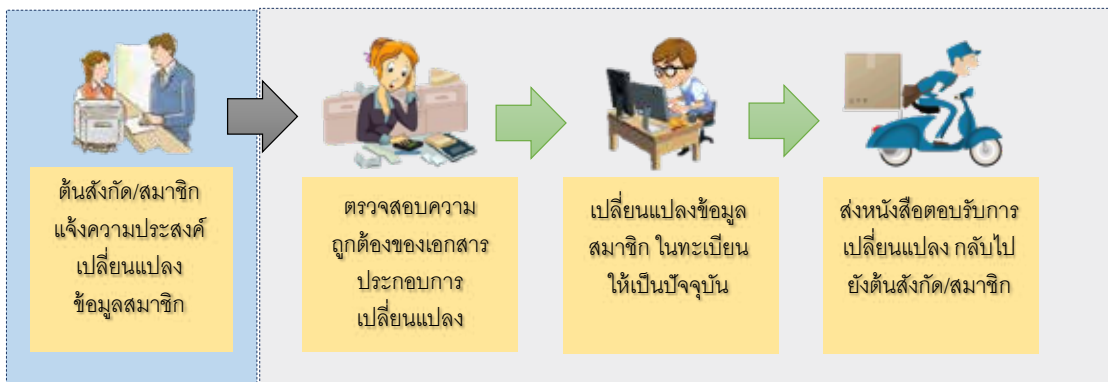 ต้นสังกัด/สมาชิก
แจ้งความประสงค์
เปลี่ยนแปลง
ข้อมูลสมาชิก
ตรวจสอบความ
ถูกต้องของเอกสาร
ประกอบการ
เปลี่ยนแปลง
เปลี่ยนแปลงข้อมูล
สมาชิก ในทะเบียน
ให้เป็นปัจจุบัน
ส่งหนังสือตอบรับการ
เปลี่ยนแปลง กลับไป
ยังต้นสังกัด/สมาชิก